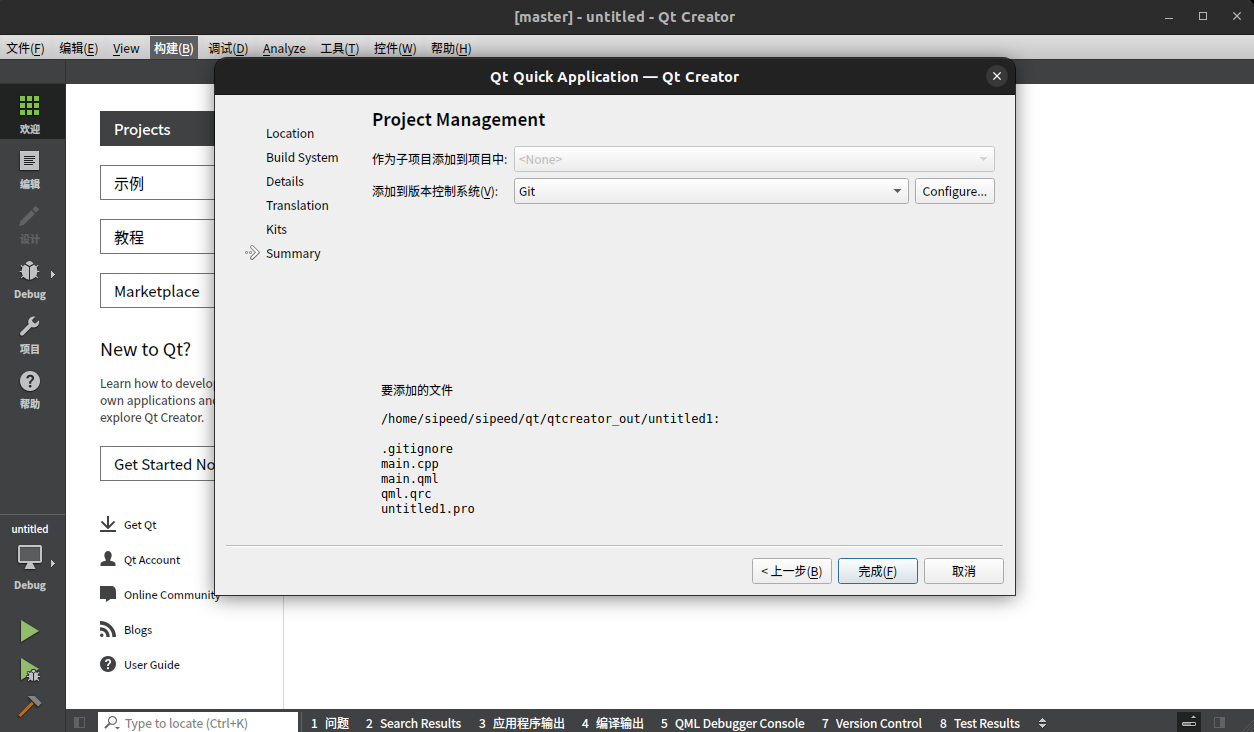 [master] - untitled - Qt Creator
文件(F) 编辑(E) View 构建(B) 调试(D) Analyze 工具(T) 控件(W) 帮助(H)
Qt Quick Application — Qt Creator
欢迎
编辑
设计
Debug
项目
帮助
untitled
Debug
Projects
示例
教程
Marketplace
New to Qt?
Learn how to develo
own applications an
explore Qt Creator.
Get Started No
Get Qt
Qt Account
Online Community
Blogs
User Guide
Location
Build System
Details
Translation
Kits
Summary
Project Management
作为子项目添加到项目中: <None>
添加到版本控制系统(V): Git Configure...
要添加的文件
/home/sipeed/sipeed/qt/qtcreator_out/untitled1:
.gitignore
main.cpp
main.qml
qml.qrc
untitled1.pro
< 上一步(B) 完成(F) 取消
Type to locate (Ctrl+K) 1 问题 2 Search Results 3 应用程序输出 4 编译输出 5 QML Debugger Console 7 Version Control 8 Test Results